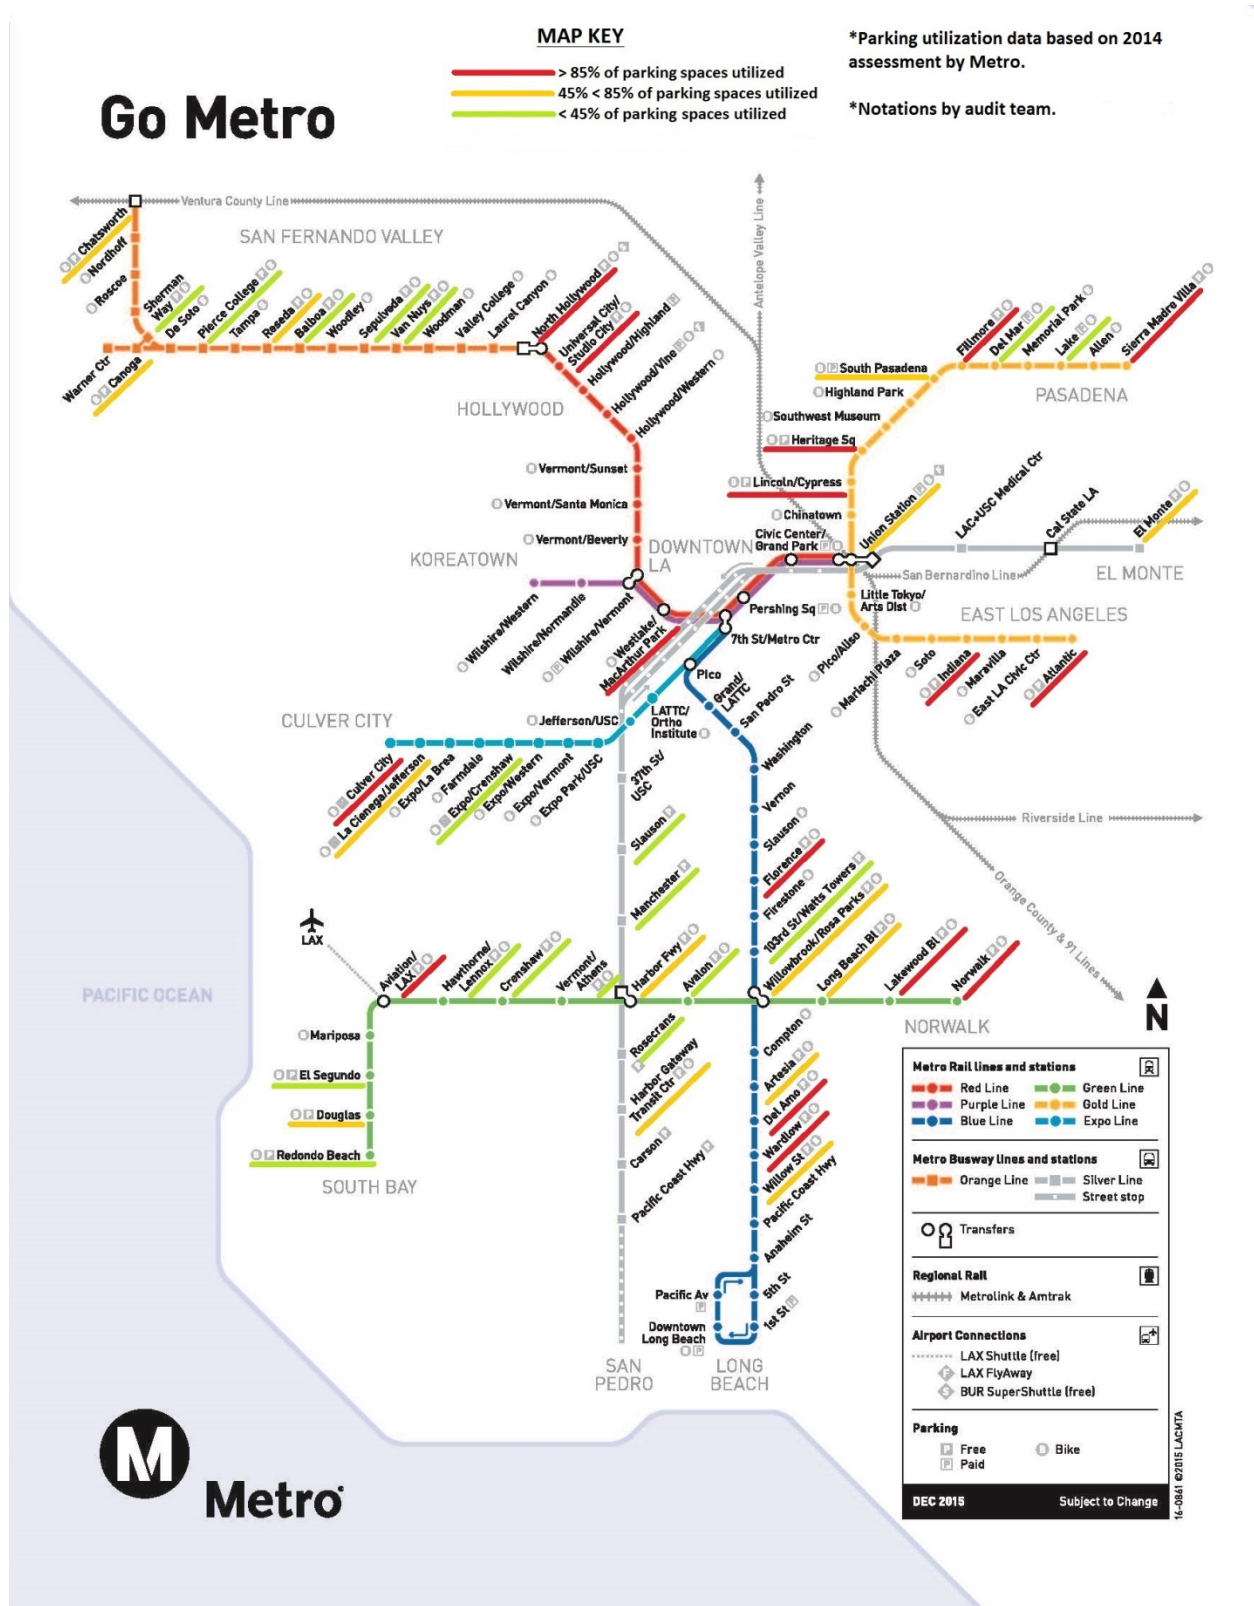 MAP KEY
> 85% of parking spaces utilized
45% < 85% of parking spaces utilized
< 45% of parking spaces utilized
*Parking utilization data based on 2014
assessment by Metro.
*Notations by audit team.
Go Metro
Ventura County Line
Antelope Valley Line
SAN FERNANDO VALLEY
Chatsworth
Nordhoff
Roscoe
Sherman
Way
Warner Ctr
Canoga
De Soto
Pierce College
Tampa
Reseda
Balboa
Woodley
Sepulveda
Van Nuys
Woodman
Valley College
Laurel Canyon
North Hollywood
Universal City/
Studio City
Hollywood/Highland
Hollywood/Vine
Hollywood/Western
HOLLYWOOD
Vermont/Sunset
Vermont/Santa Monica
Vermont/Beverly
KOREATOWN
Wilshire/Western
Wilshire/Normandie
Wilshire/Vermont
Westlake/
MacArthur Park
DOWNTOWN
LA
Civic Center/
Grand Park
Pershing Sq
7th St/Metro Ctr
Union Station
Fillmore
Del Mar
Memorial Park
Lake
Allen
Sierra Madre Villa
PASADENA
South Pasadena
Highland Park
Southwest Museum
Heritage Sq
Lincoln/Cypress
Chinatown
LAC+USC Medical Ctr
Cal State LA
El Monte
San Bernardino Line
EL MONTE
Little Tokyo/
Arts Dist
EAST LOS ANGELES
Pico/Aliso
Mariachi Plaza
Soto
Indiana
Maravilla
East LA Civic Ctr
Atlantic
Pico
Grand/
LATTC
San Pedro St
Washington
Vernon
Slauson
Florence
Firestone
103rd St/Watts Towers
Willowbrook/Rosa Parks
CULVER CITY
Jefferson/USC
LATTC/
Ortho
Institute
Culver City
La Cienega/Jefferson
Expo/La Brea
Farmdale
Expo/Crenshaw
Expo/Western
Expo/Vermont
Expo Park/USC
37th St/
USC
Slauson
Manchester
Riverside Line
Orange County & 91 Lines
LAX
Aviation/
LAX
Hawthorne/
Lennox
Crenshaw
Vermont/
Athens
Harbor Fwy
Avalon
Long Beach Bl
Lakewood Bl
Norwalk
NORWALK
PACIFIC OCEAN
Mariposa
El Segundo
Douglas
Redondo Beach
SOUTH BAY
Rosecrans
Harbor Gateway
Transit Ctr
Carson
Pacific Coast Hwy
Compton
Artesia
Del Amo
Wardlow
Willow St
Pacific Coast Hwy
Anaheim St
5th St
1st St
Pacific Av
Downtown
Long Beach
SAN
PEDRO
LONG
BEACH
N
Metro Rail lines and stations
Red Line
Green Line
Purple Line
Gold Line
Blue Line
Expo Line
Metro Busway lines and stations
Orange Line
Silver Line
Street stop
Transfers
Regional Rail
Metrolink & Amtrak
Airport Connections
LAX Shuttle (free)
F LAX FlyAway
S BUR SuperShuttle (free)
Parking
P Free
B Bike
P Paid
DEC 2015
Subject to Change
16-0861 ©2015 LACMTA
M
Metro